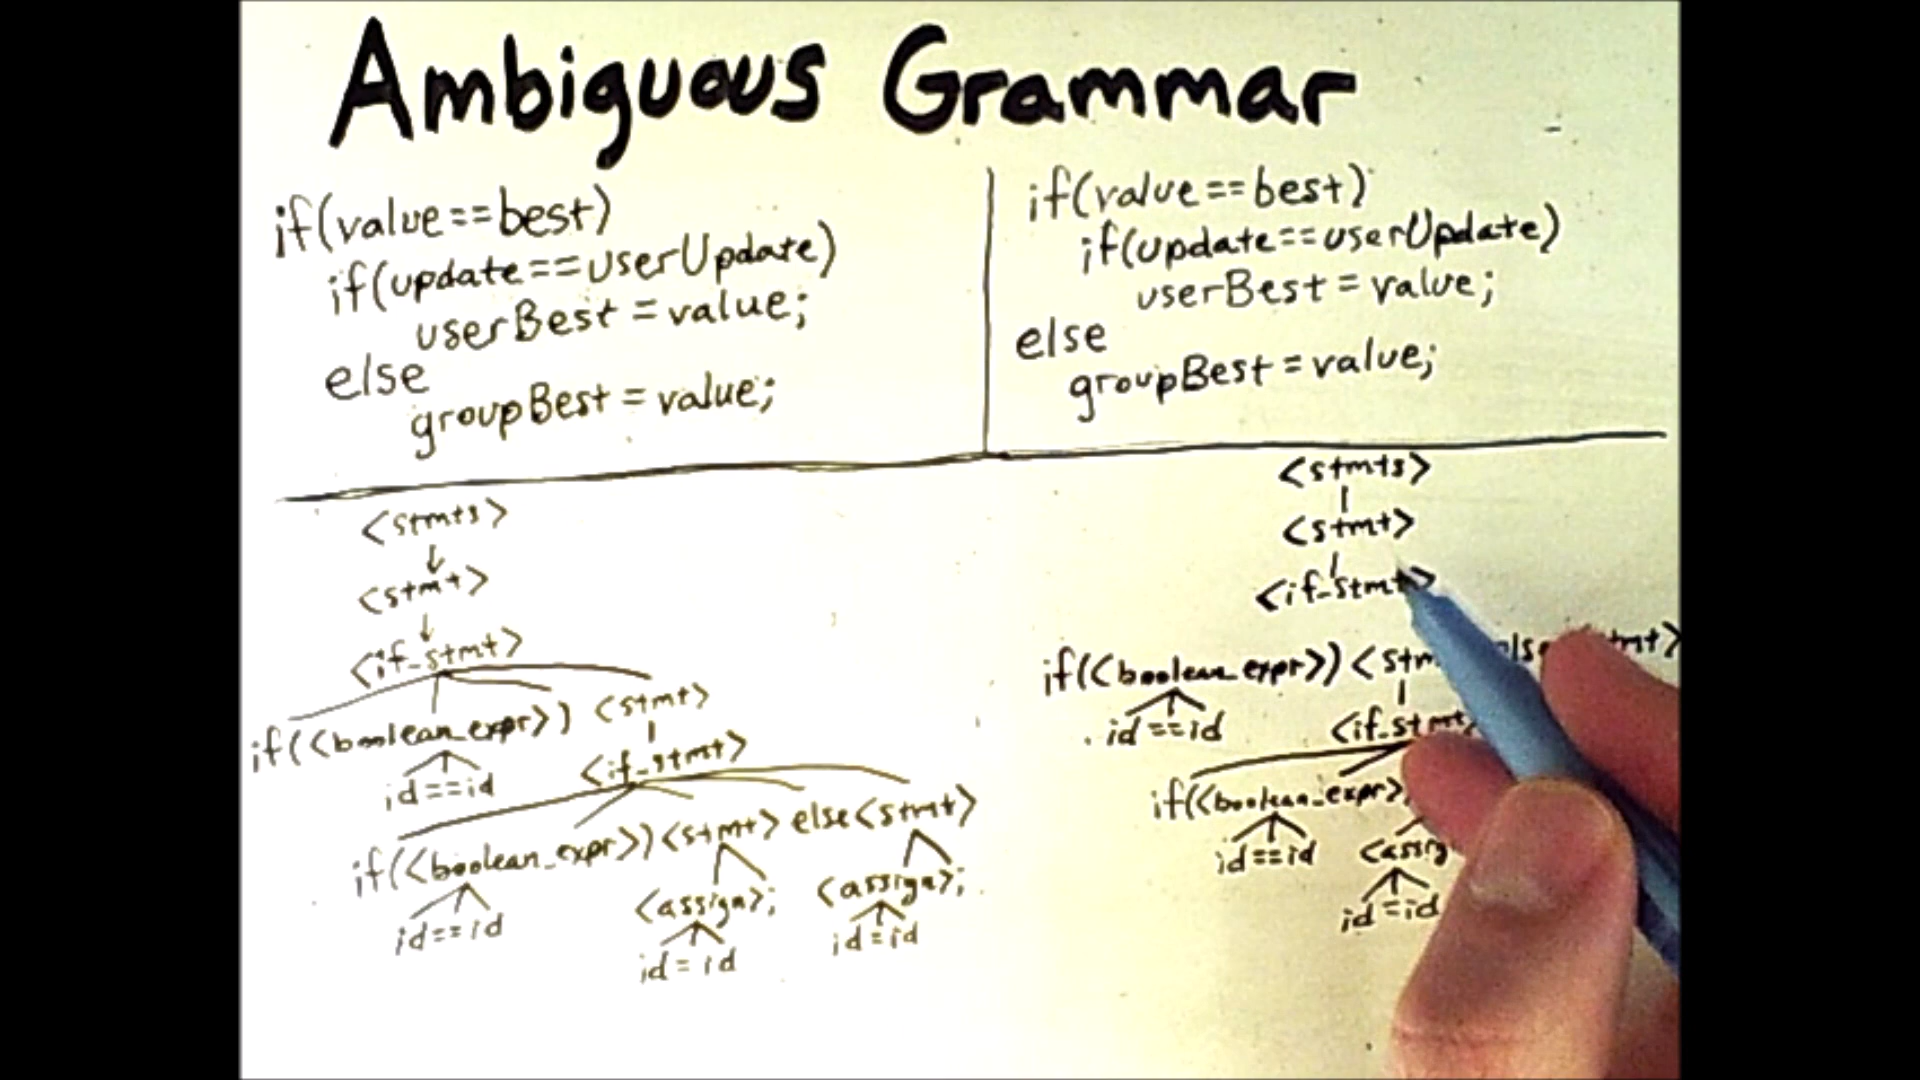 Ambiguous Grammar
if(value==best)
if(update==userUpdate)
userBest = value;
else
groupBest = value;
if(value==best)
if(update==userUpdate)
userBest = value;
else
groupBest = value;
<stmts>
<stmt>
<if_stmt>
if(<boolean_expr>) <stmt>
id==id
<if_stmt>
if(<boolean_expr>)<stmt> else<stmt>
id==id
<assign>;
<assign>;
id=id
id=id
<stmts>
<stmt>
<if_stmt>
if(<boolean_expr>)
id==id
<if_stmt>
if(<boolean_expr>
id==id
id=id